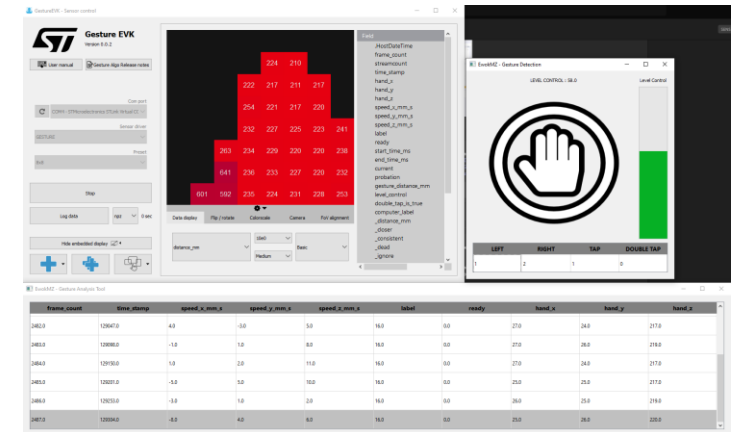 GestureEVK - Sensor control
Gesture EVK
Version 0.0.2
User manual
Gesture Algo Release notes
Com port
Sensor driver
GESTURE
Preset
Stop
Log data
0 sec
Hide embedded display
224 210
222 217 211 217
254 221 217 220
232 227 225 223 241
263 234 229 220 220 238
641 236 233 227 220 232
601 592 235 224 231 228 253
Data display
Flip / rotate
Colorscale
Camera
FoV alignment
distance_mm
Medium
Basic
Field
.HostDateTime
frame_count
streamcount
time_stamp
hand_x
hand_y
hand_z
speed_x_mm_s
speed_y_mm_s
speed_z_mm_s
label
ready
start_time_ms
end_time_ms
current
probation
gesture_distance_mm
level_control
double_tap_is_true
computer_label
_distance_mm
_closer
_consistent
_dead
_ignore
EvookMZ - Gesture Detection
LEVEL CONTROL : 58.0
Level Control
LEFT RIGHT TAP DOUBLE TAP
1 2 1 0
EvookMZ - Gesture Analysis Tool
frame_count time_stamp speed_x_mm_s speed_y_mm_s speed_z_mm_s label ready hand_x hand_y hand_z
2482.0 129047.0 4.0 -3.0 5.0 16.0 0.0 27.0 24.0 217.0
2483.0 129098.0 -1.0 1.0 8.0 16.0 0.0 27.0 26.0 218.0
2484.0 129150.0 1.0 2.0 11.0 16.0 0.0 27.0 24.0 217.0
2485.0 129201.0 -5.0 5.0 10.0 16.0 0.0 25.0 25.0 217.0
2486.0 129253.0 -3.0 1.0 2.0 16.0 0.0 26.0 25.0 219.0
2487.0 129304.0 -8.0 4.0 6.0 16.0 0.0 25.0 26.0 220.0